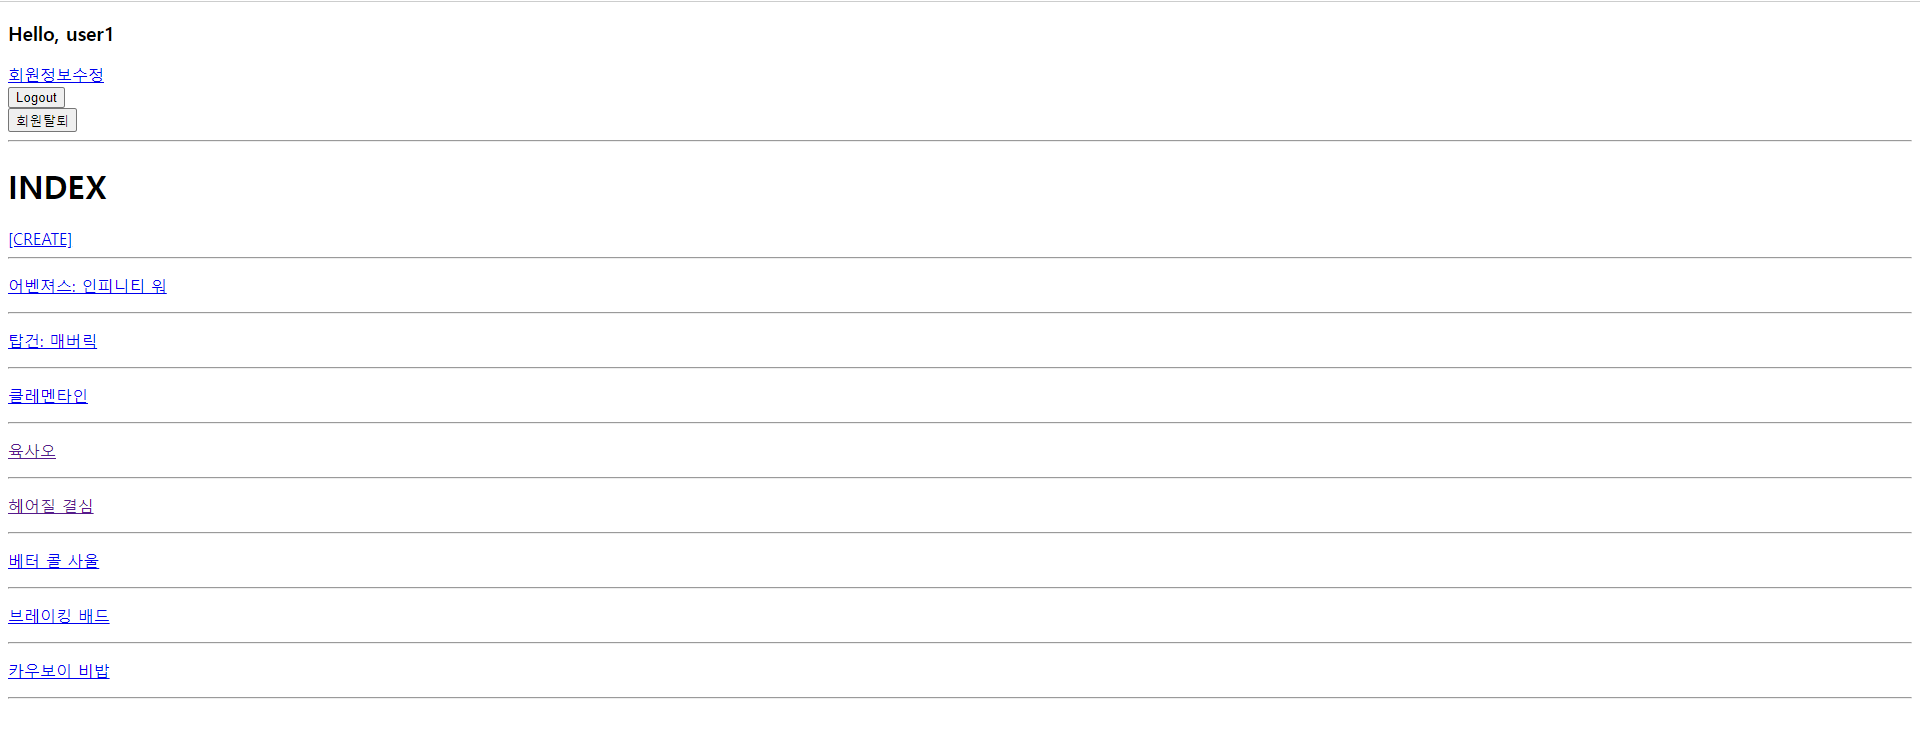 Hello, user1
회원정보수정
Logout
회원탈퇴
INDEX
[CREATE]
어벤져스: 인피니티 워
탑건: 매버릭
클레멘타인
육사오
헤어질 결심
베터 콜 사울
브레이킹 배드
카우보이 비밥